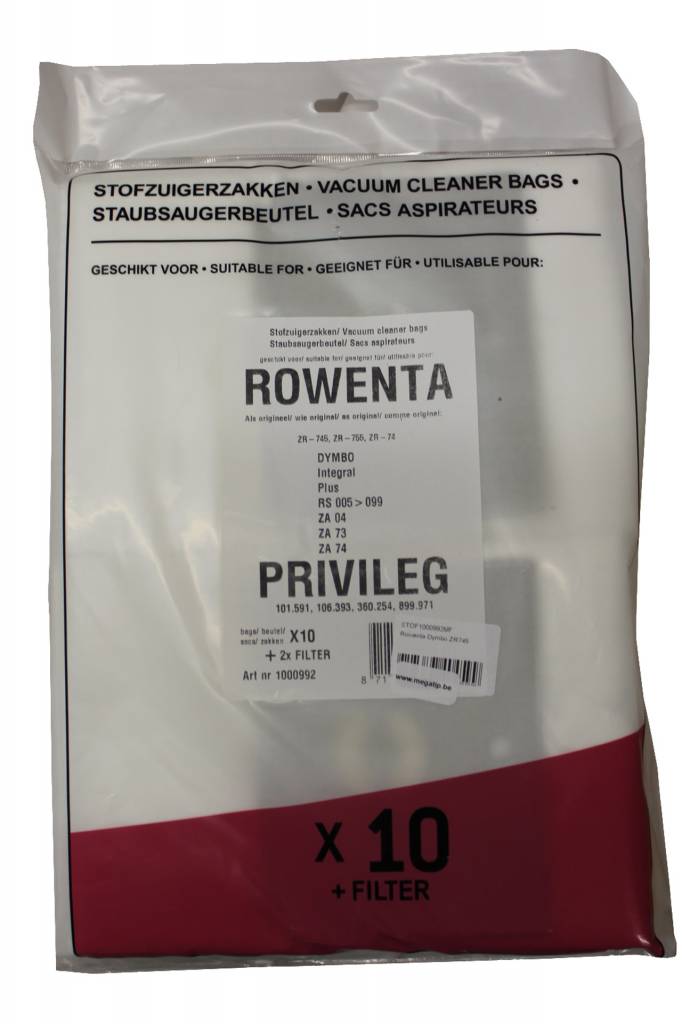 STOFZUIGERZAKKEN • VACUUM CLEANER BAGS •
STAUBSAUGERBEUTEL • SACS ASPIRATEURS
GESCHIKT VOOR • SUITABLE FOR • GEEIGNET FÜR • UTILISABLE POUR:
Stofzuigerzakken/ Vacuum cleaner bags
Staubsaugerbeutel/ Sacs aspirateurs
geschikt voor/ suitable for/ geeignet für/ utilisable pour:
ROWENTA
Als origineel/ wie original/ as original/ comme original:
ZR – 745, ZR – 755, ZR – 74
DYMBO
Integral
Plus
RS 005 > 099
ZA 04
ZA 73
ZA 74
PRIVILEG
101.591, 106.393, 360.254, 899.971
bags/ beutel/
sacs/ zakken X10
+ 2x FILTER
Art nr 1000992
8 71
STOF1000992MF
Rowenta Dymbo ZR745
www.megatip.be
X 10
+ FILTER